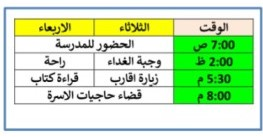 الوقت الثلاثاء الاربعاء
7:00 ص الحضور للمدرسة
2:00 ظ وجبة الغداء راحة
5:30 م زيارة اقارب قراءة كتاب
8:00 م قضاء حاجيات الاسرة